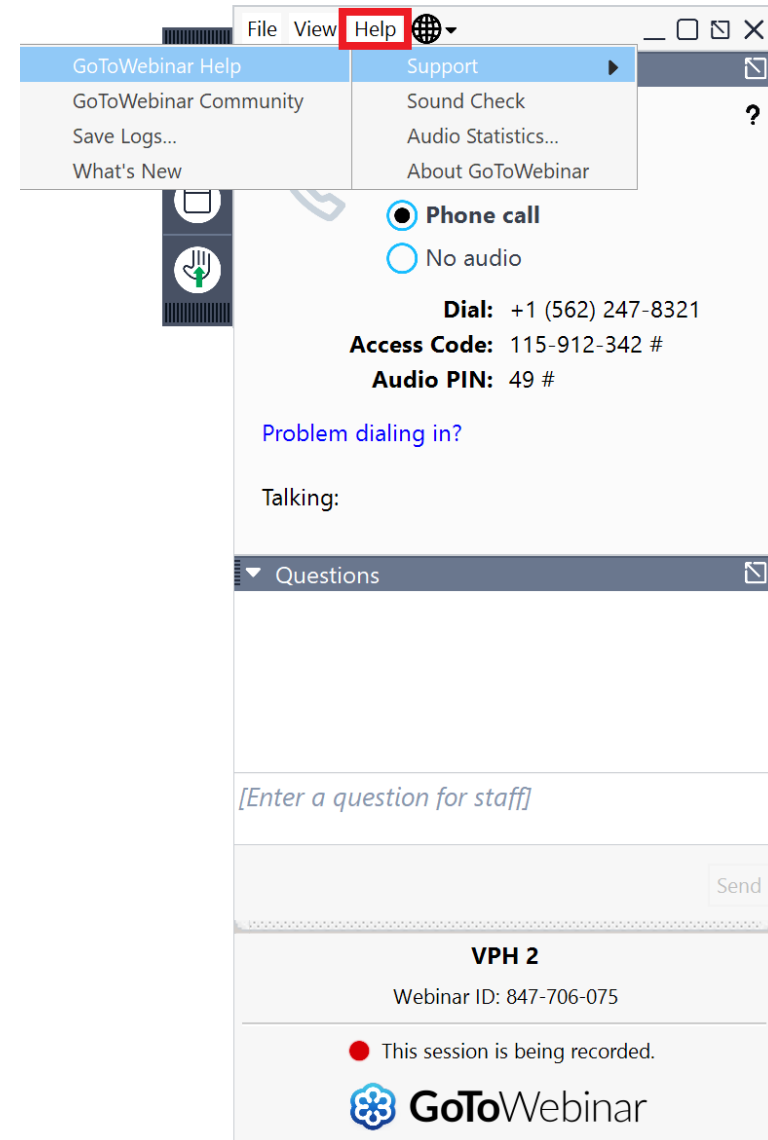 File View Help
GoToWebinar Help
GoToWebinar Community
Save Logs...
What's New
Support
Sound Check
Audio Statistics...
About GoToWebinar
?
Phone call
No audio
Dial: +1 (562) 247-8321
Access Code: 115-912-342 #
Audio PIN: 49 #
Problem dialing in?
Talking:
Questions
[Enter a question for staff]
Send
VPH 2
Webinar ID: 847-706-075
This session is being recorded.
GoToWebinar